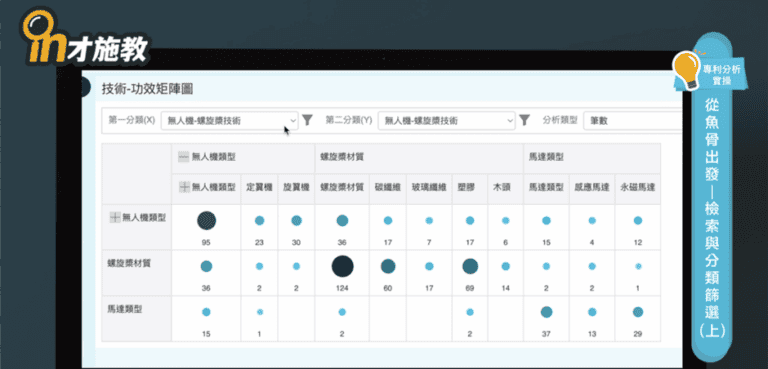 in才施教
專利分析
實操
從魚骨出發—檢索與分類篩選(上)
技術-功效矩陣圖
第一分類(X) 無人機-螺旋槳技術 第二分類(Y) 無人機-螺旋槳技術 分析類型 筆數
無人機類型 螺旋槳材質 馬達類型
無人機類型 定翼機 旋翼機 螺旋槳材質 碳纖維 玻璃纖維 塑膠 木頭 馬達類型 感應馬達 永磁馬達
無人機類型
95 23 30 36 17 7 17 6 15 4 12
螺旋槳材質
36 2 2 124 60 17 69 14 2 2 1
馬達類型
15 1 2 2 37 13 29